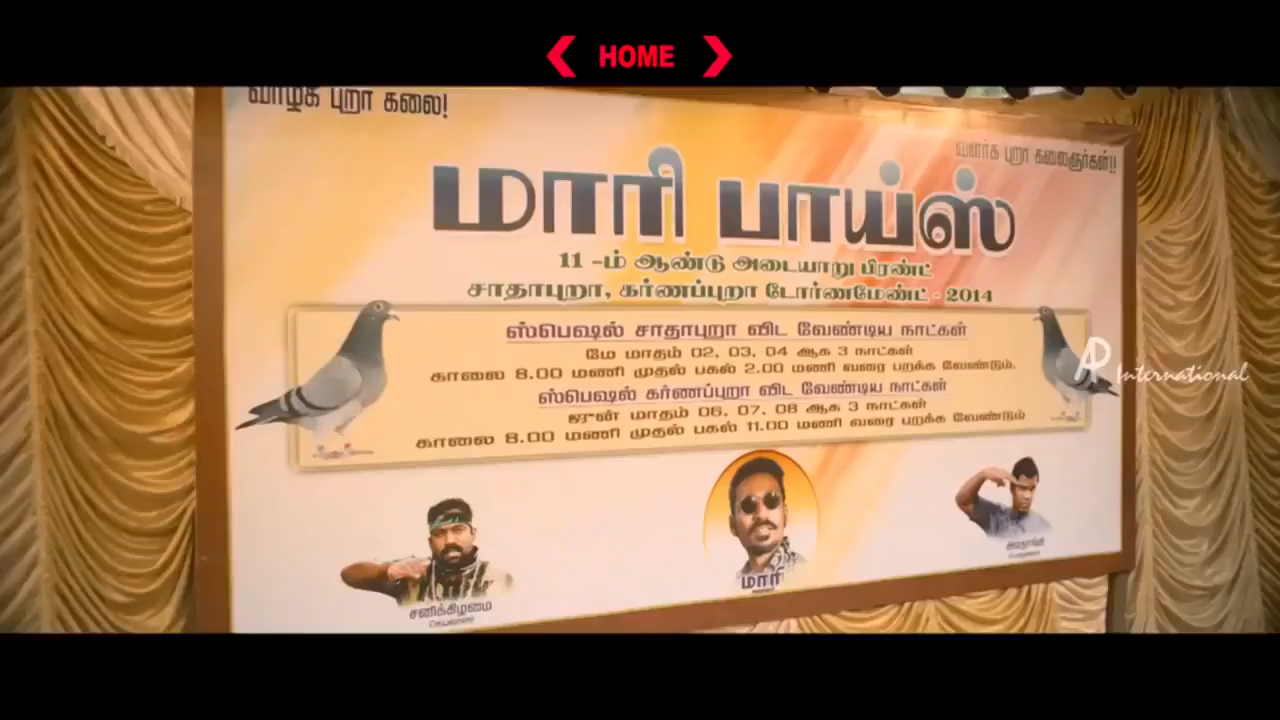 HOME
வாழ்க புறா கலை!
வளர்க புறா கலைஞர்கள்!!
மாரி பாய்ஸ்
11 -ம் ஆண்டு அடையாறு பிரண்ட்
சாதாபுறா, கர்ணப்புறா டோர்ணமேண்ட் - 2014
ஸ்பெஷல் சாதாபுறா விட வேண்டிய நாட்கள்
மே மாதம் 02, 03, 04 ஆக 3 நாட்கள்
காலை 8.00 மணி முதல் பகல் 2.00 மணி வரை பறக்க வேண்டும்.
ஸ்பெஷல் கர்ணப்புறா விட வேண்டிய நாட்கள்
ஜுன் மாதம் 06, 07, 08 ஆக 3 நாட்கள்
காலை 8.00 மணி முதல் பகல் 11.00 மணி வரை பறக்க வேண்டும்
AP International
மாரி
சனிக்கிழமை